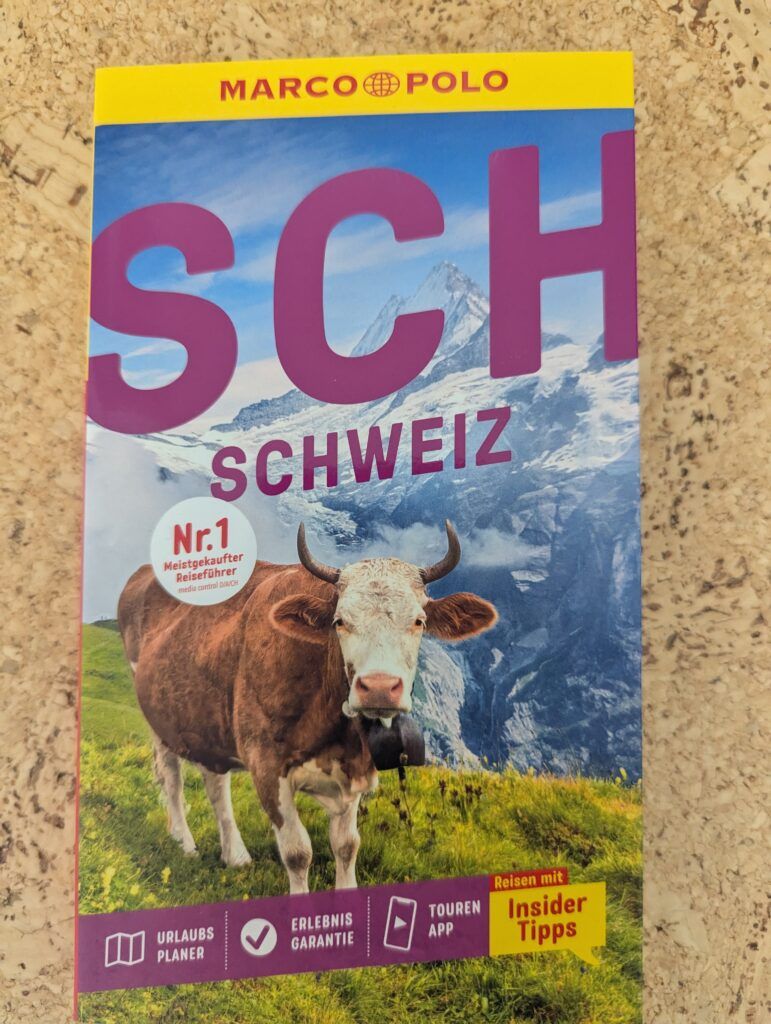 MARCO POLO
SCH
SCHWEIZ
Nr.1
Meistgekaufter
Reiseführer
media control D/A/CH
URLAUBS
PLANER
ERLEBNIS
GARANTIE
TOUREN
APP
Reisen mit
Insider
Tipps